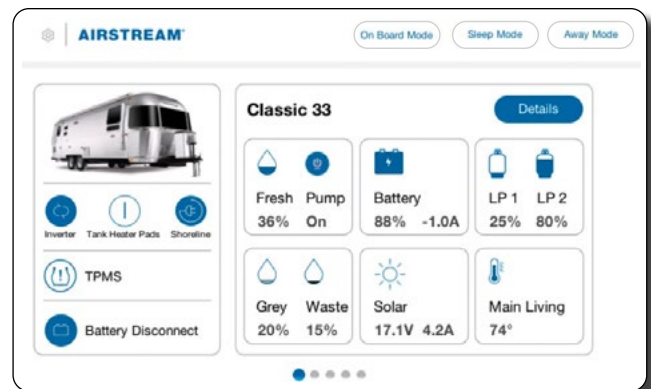 AIRSTREAM
On Board Mode Sleep Mode Away Mode
Classic 33 Details
Fresh Pump Battery LP 1 LP 2
36% On 88% -1.0A 25% 80%
Inverter Tank Heater Pads Shoreline
TPMS
Grey Waste Solar Main Living
20% 15% 17.1V 4.2A 74°
Battery Disconnect